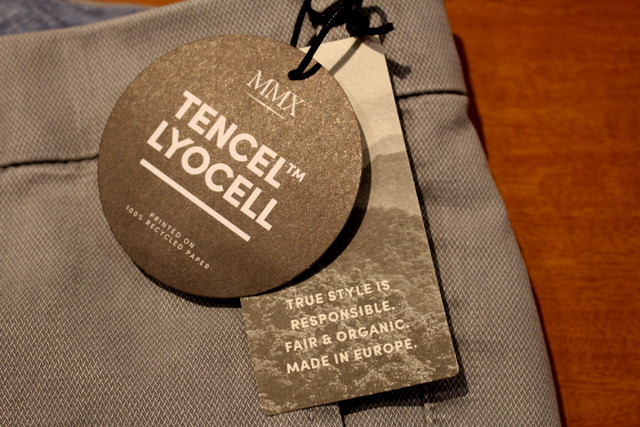 MMX
TENCEL™
LYOCELL
PRINTED ON
100% RECYCLED PAPER
TRUE STYLE IS
RESPONSIBLE.
FAIR & ORGANIC.
MADE IN EUROPE.